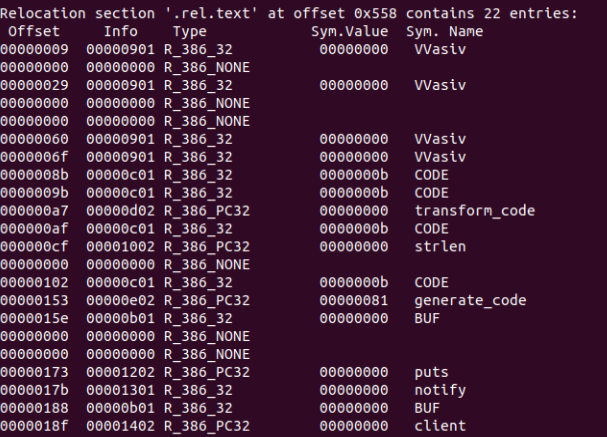 Relocation section '.rel.text' at offset 0x558 contains 22 entries:
 Offset     Info    Type            Sym.Value  Sym. Name
00000009  00000901 R_386_32          00000000   VVasiv
00000000  00000000 R_386_NONE
00000029  00000901 R_386_32          00000000   VVasiv
00000000  00000000 R_386_NONE
00000000  00000000 R_386_NONE
00000060  00000901 R_386_32          00000000   VVasiv
0000006f  00000901 R_386_32          00000000   VVasiv
0000008b  00000c01 R_386_32          0000000b   CODE
0000009b  00000c01 R_386_32          0000000b   CODE
000000a7  00000d02 R_386_PC32        00000000   transform_code
000000af  00000c01 R_386_32          0000000b   CODE
000000cf  00001002 R_386_PC32        00000000   strlen
00000000  00000000 R_386_NONE
00000102  00000c01 R_386_32          0000000b   CODE
00000153  00000e02 R_386_PC32        00000081   generate_code
0000015e  00000b01 R_386_32          00000000   BUF
00000000  00000000 R_386_NONE
00000000  00000000 R_386_NONE
00000173  00001202 R_386_PC32        00000000   puts
0000017b  00001301 R_386_32          00000000   notify
00000188  00000b01 R_386_32          00000000   BUF
0000018f  00001402 R_386_PC32        00000000   client